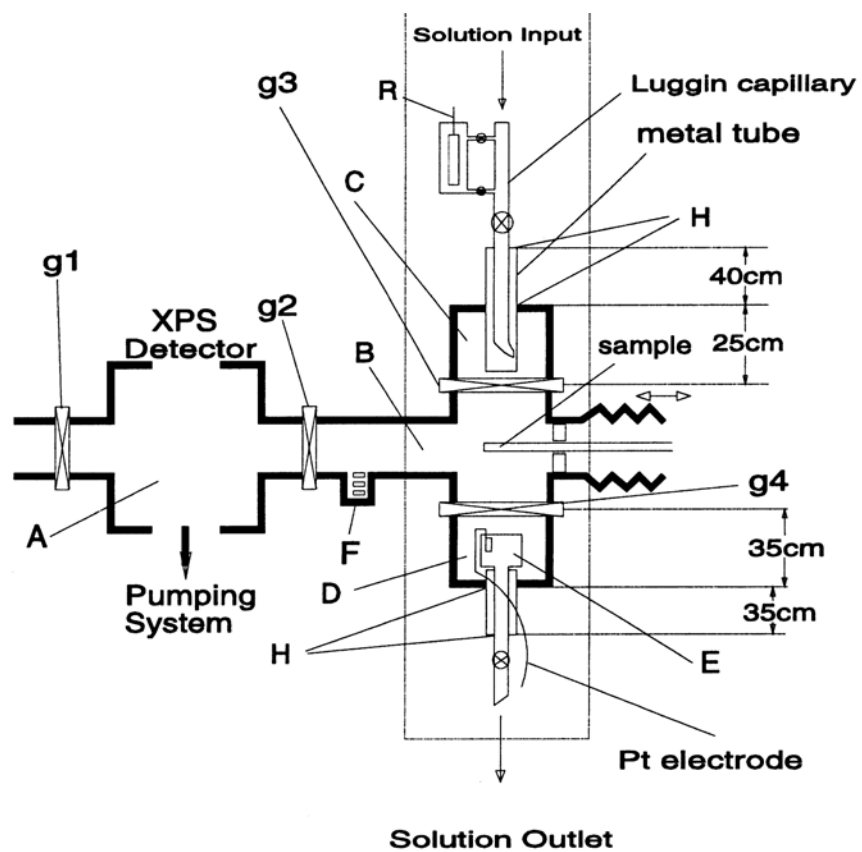 Solution Input
g3
R
Luggin capillary
metal tube
C
H
g1
40cm
XPS
Detector
g2
B
sample
25cm
g4
A
F
D
35cm
Pumping
System
H
E
35cm
Pt electrode
Solution Outlet